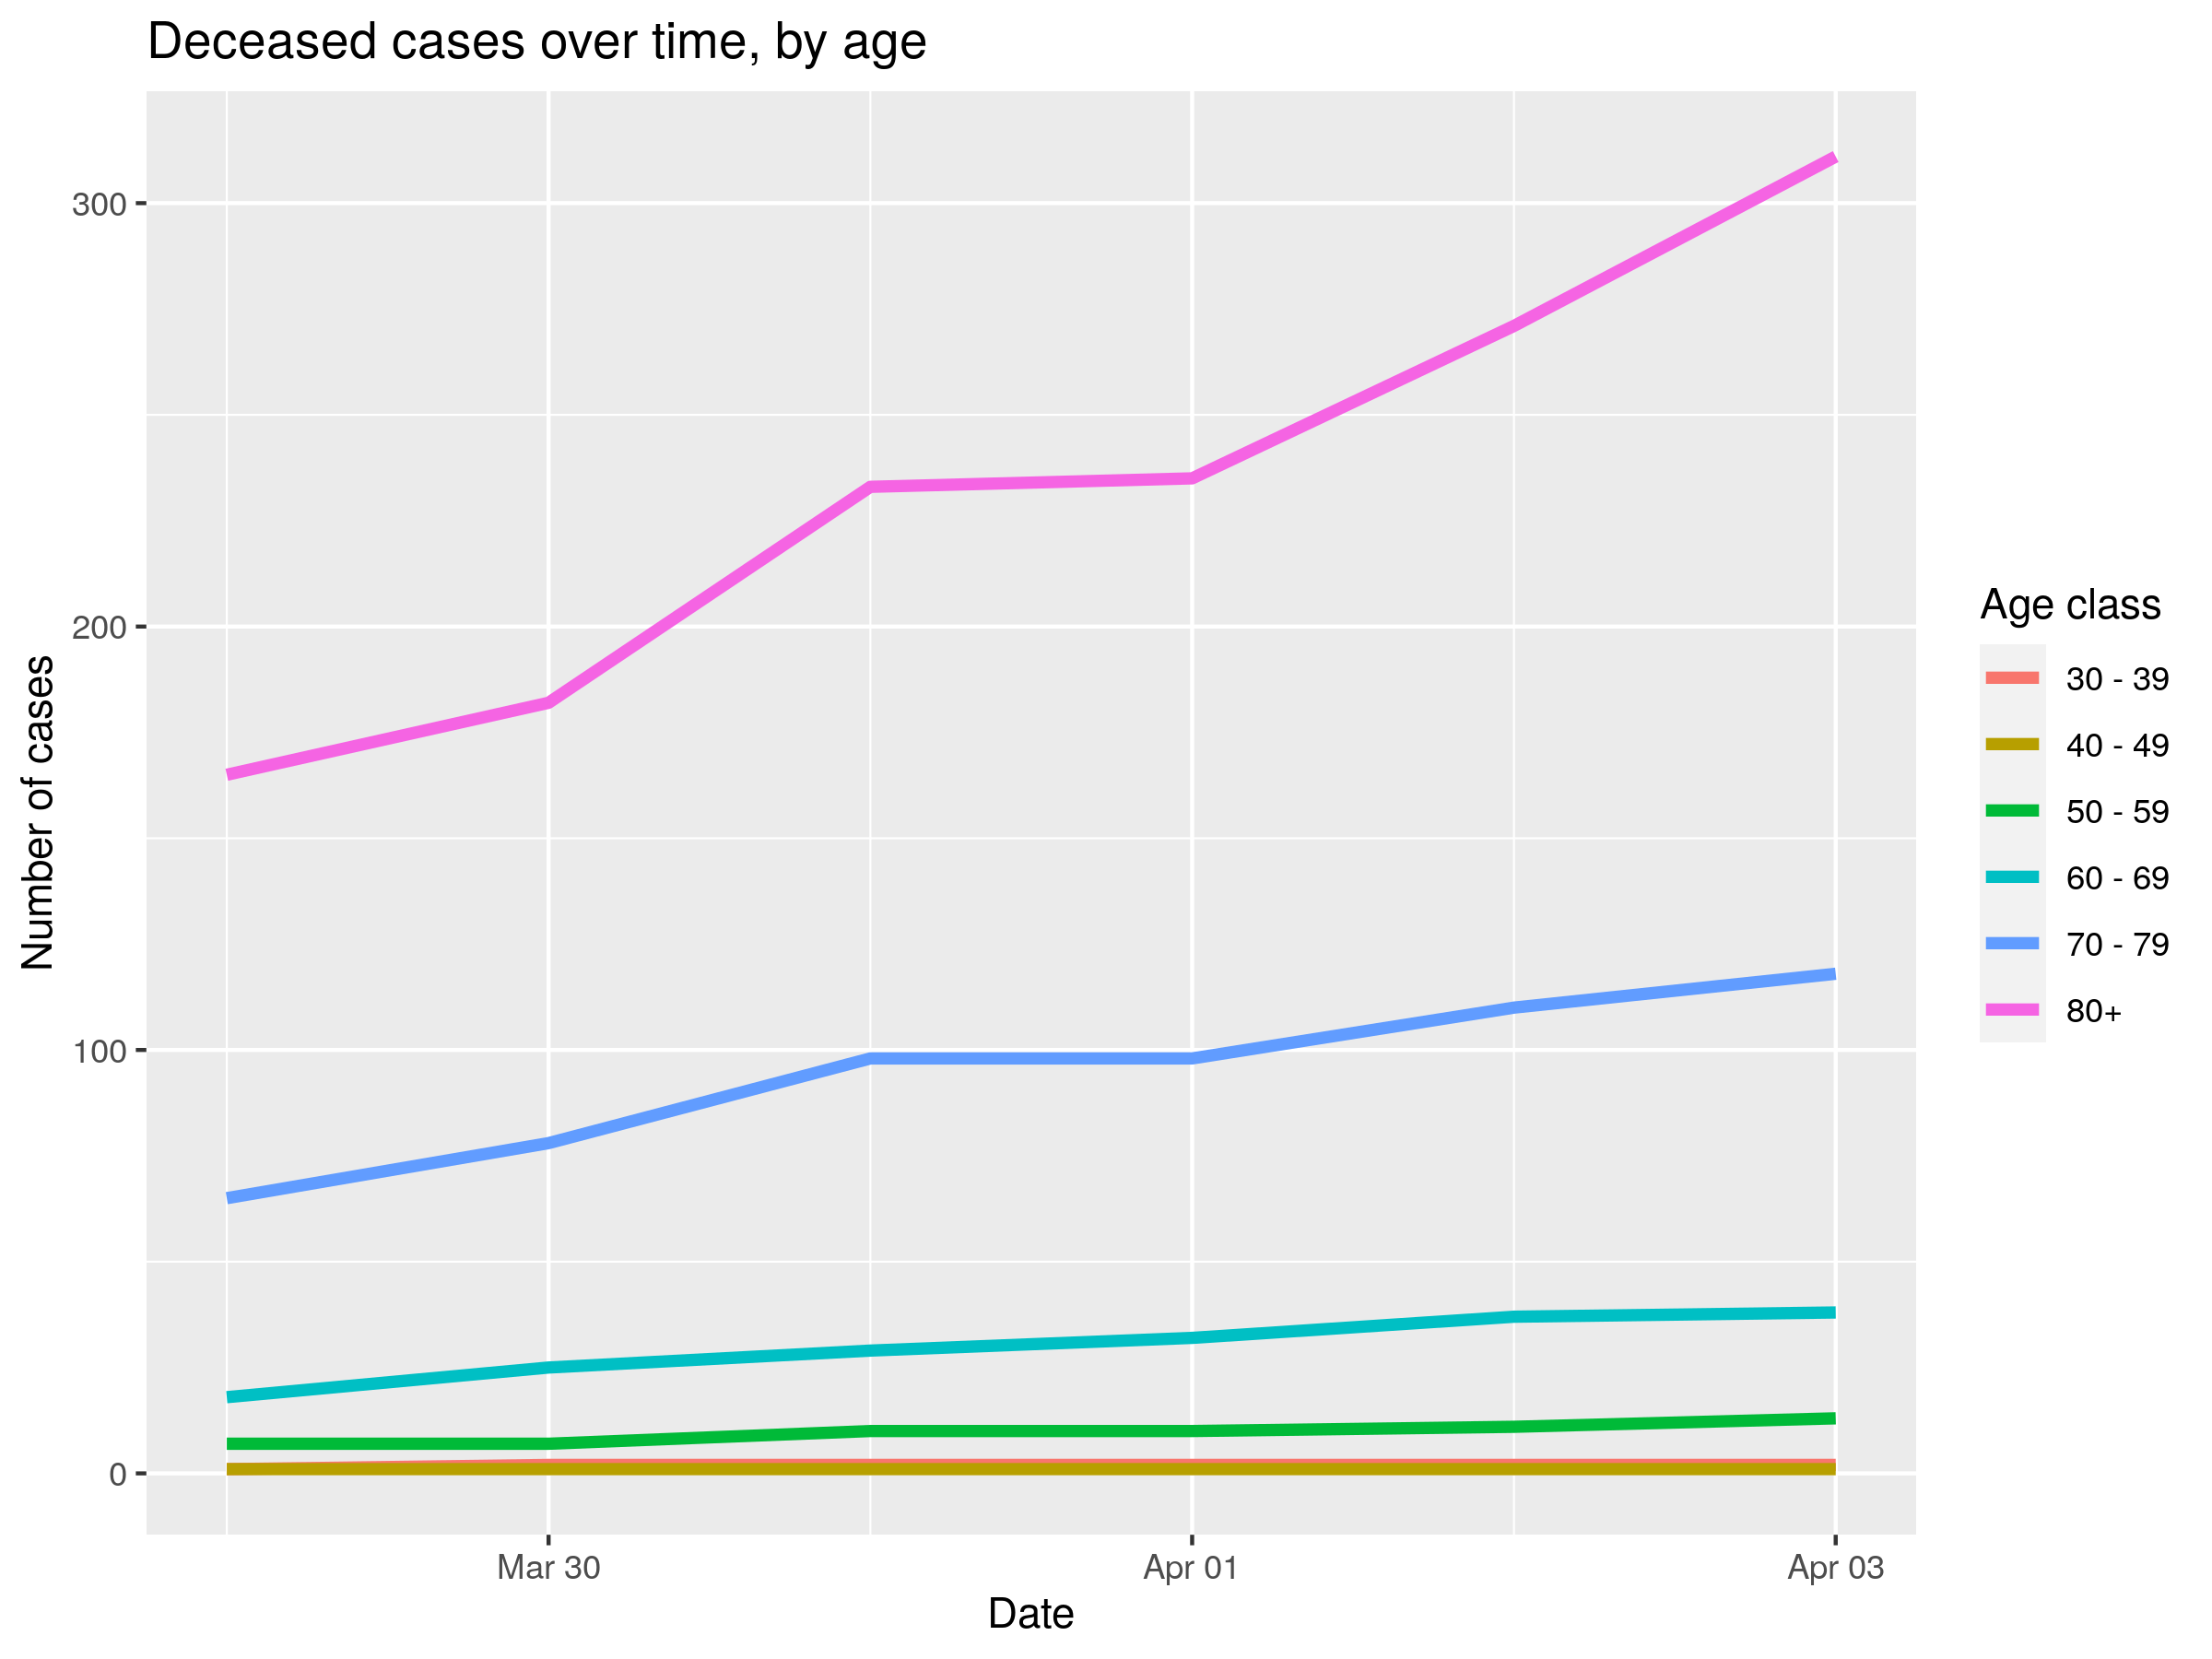 Deceased cases over time, by age
Number of cases
300
200
100
0
Mar 30
Apr 01
Apr 03
Date
Age class
30 - 39
40 - 49
50 - 59
60 - 69
70 - 79
80+